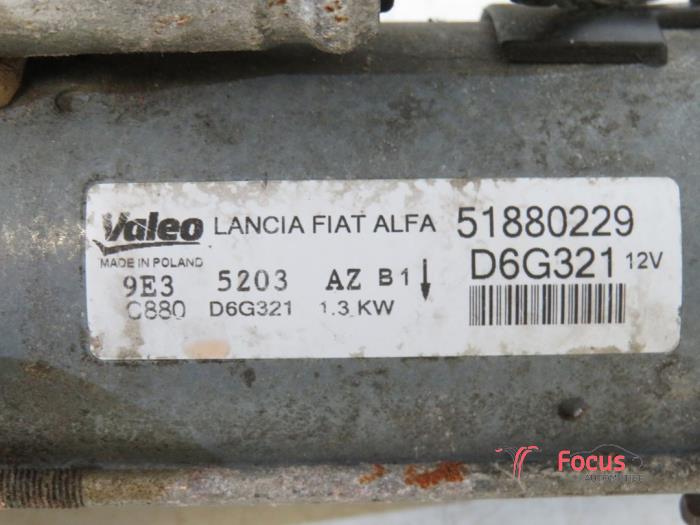 Valeo LANCIA FIAT ALFA 51880229
MADE IN POLAND D6G321 12V
9E3 5203 AZ B1
C880 D6G321 1.3 KW
Focus
AUTOMOTIVE